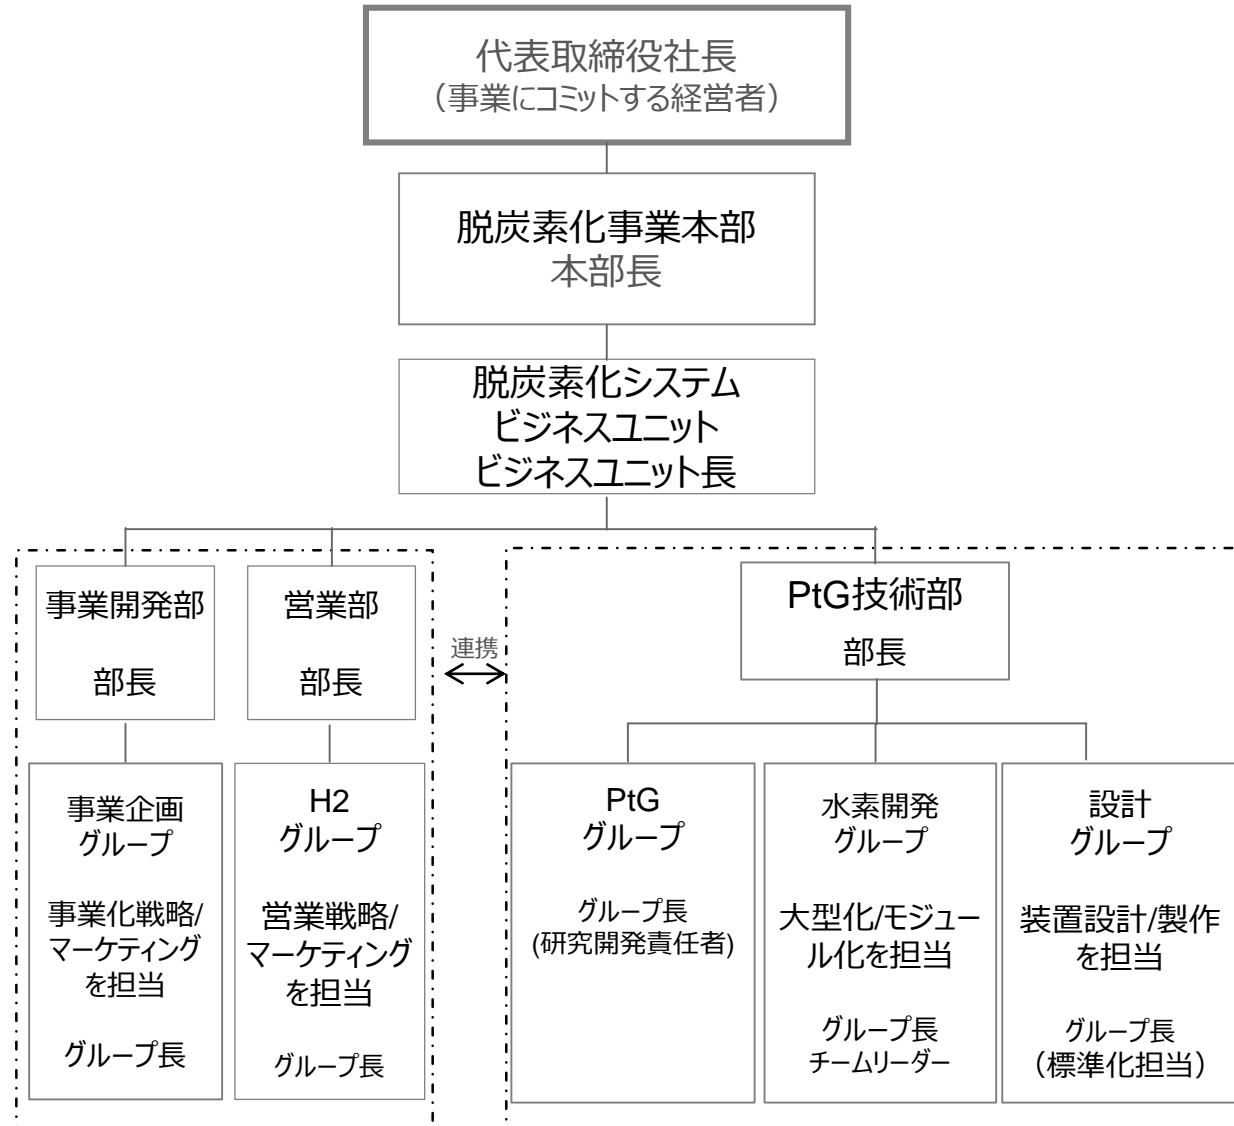 代表取締役社長
（事業にコミットする経営者）
脱炭素化事業本部
本部長
脱炭素化システム
ビジネスユニット
ビジネスユニット長
事業開発部
部長
営業部
部長
連携
PtG技術部
部長
事業企画
グループ
事業化戦略/
マーケティング
を担当
グループ長
H2
グループ
営業戦略/
マーケティング
を担当
グループ長
PtG
グループ
グループ長
(研究開発責任者)
水素開発
グループ
大型化/モジュー
ル化を担当
グループ長
チームリーダー
設計
グループ
装置設計/製作
を担当
グループ長
（標準化担当）